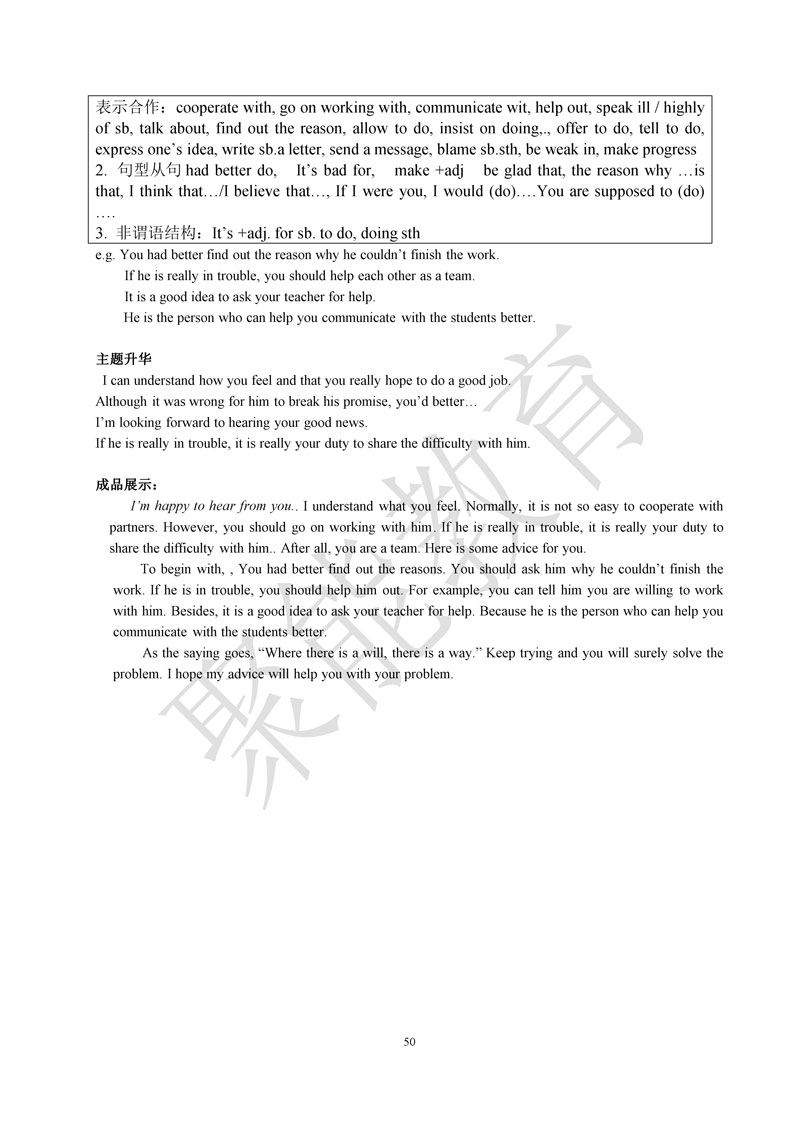 表示合作：cooperate with, go on working with, communicate wit, help out, speak ill / highly
of sb, talk about, find out the reason, allow to do, insist on doing,., offer to do, tell to do,
express one’s idea, write sb.a letter, send a message, blame sb.sth, be weak in, make progress
2. 句型从句 had better do, It’s bad for, make +adj be glad that, the reason why …is
that, I think that…/I believe that…, If I were you, I would (do)….You are supposed to (do)
….
3. 非谓语结构：It’s +adj. for sb. to do, doing sth
e.g. You had better find out the reason why he couldn’t finish the work.
If he is really in trouble, you should help each other as a team.
It is a good idea to ask your teacher for help.
He is the person who can help you communicate with the students better.
主题升华
I can understand how you feel and that you really hope to do a good job.
Although it was wrong for him to break his promise, you’d better…
I’m looking forward to hearing your good news.
If he is really in trouble, it is really your duty to share the difficulty with him.
成品展示：
I’m happy to hear from you.. I understand what you feel. Normally, it is not so easy to cooperate with
partners. However, you should go on working with him. If he is really in trouble, it is really your duty to
share the difficulty with him.. After all, you are a team. Here is some advice for you.
To begin with, , You had better find out the reasons. You should ask him why he couldn’t finish the
work. If he is in trouble, you should help him out. For example, you can tell him you are willing to work
with him. Besides, it is a good idea to ask your teacher for help. Because he is the person who can help you
communicate with the students better.
As the saying goes, “Where there is a will, there is a way.” Keep trying and you will surely solve the
problem. I hope my advice will help you with your problem.
聚能教育
50